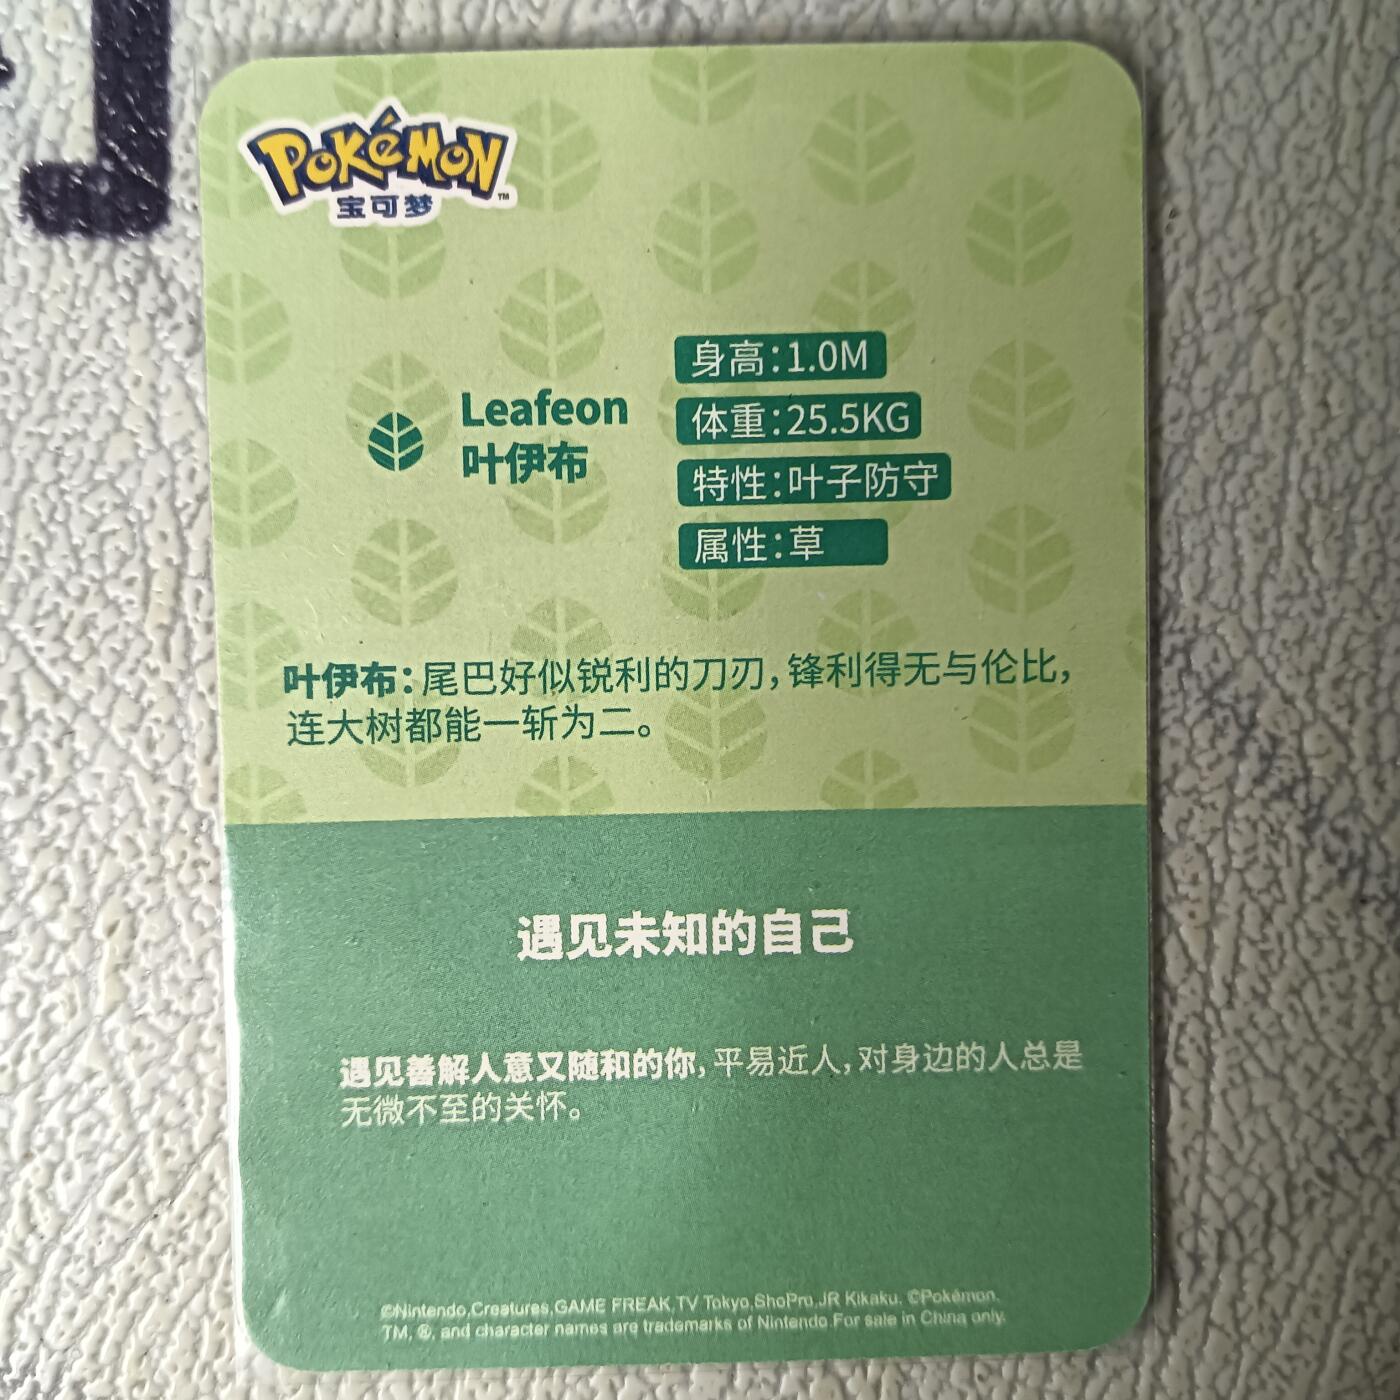 POKéMON™
宝可梦
Leafeon
叶伊布
身高:1.0M
体重:25.5KG
特性:叶子防守
属性:草
叶伊布:尾巴好似锐利的刀刃,锋利得无与伦比,
连大树都能一斩为二。
遇见未知的自己
遇见善解人意又随和的你,平易近人,对身边的人总是
无微不至的关怀。
©Nintendo,Creatures,GAME FREAK,TV Tokyo,ShoPro,JR Kikaku. ©Pokémon.
TM, ®, and character names are trademarks of Nintendo.For sale in China only.